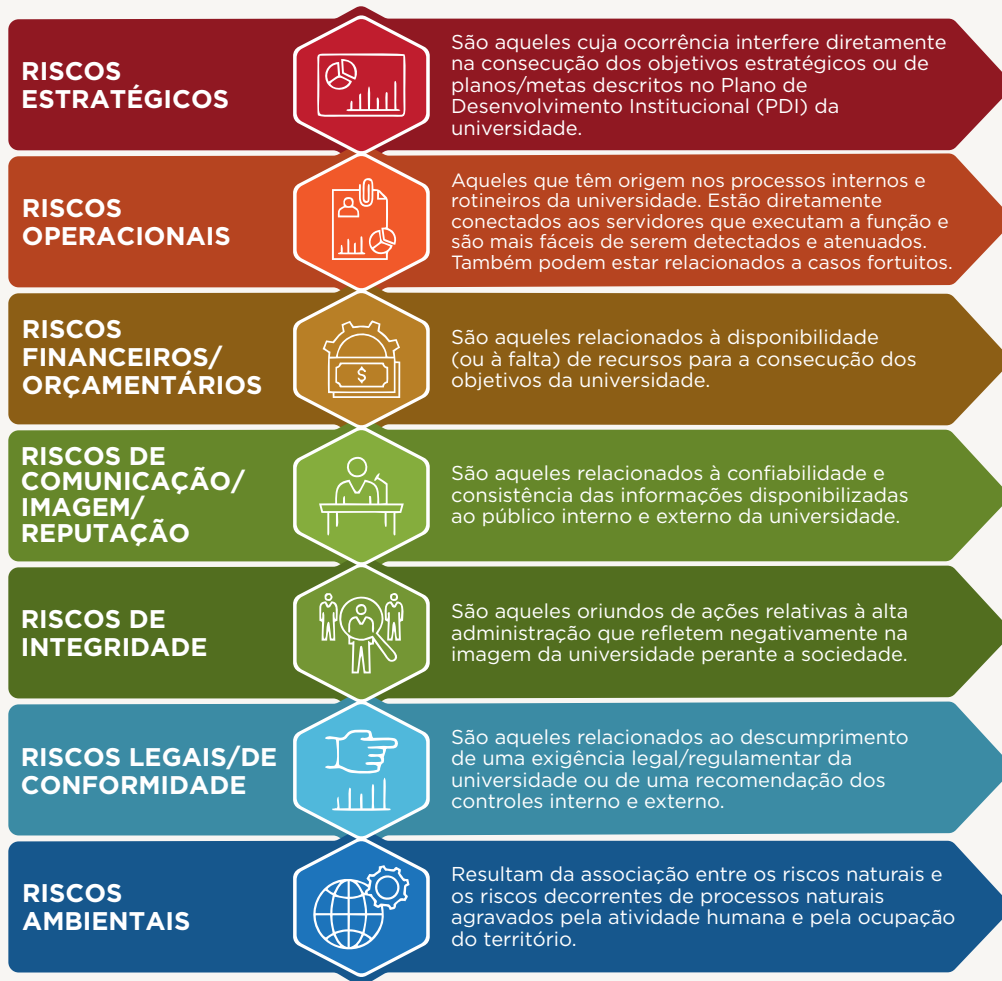 RISCOS
ESTRATÉGICOS
São aqueles cuja ocorrência interfere diretamente
na consecução dos objetivos estratégicos ou de
planos/metas descritos no Plano de
Desenvolvimento Institucional (PDI) da
universidade.
RISCOS
OPERACIONAIS
Aqueles que têm origem nos processos internos e
rotineiros da universidade. Estão diretamente
conectados aos servidores que executam a função e
são mais fáceis de serem detectados e atenuados.
Também podem estar relacionados a casos fortuitos.
RISCOS
FINANCEIROS/
ORÇAMENTÁRIOS
$
São aqueles relacionados à disponibilidade
(ou à falta) de recursos para a consecução dos
objetivos da universidade.
RISCOS DE
COMUNICAÇÃO/
IMAGEM/
REPUTAÇÃO
São aqueles relacionados à confiabilidade e
consistência das informações disponibilizadas
ao público interno e externo da universidade.
RISCOS DE
INTEGRIDADE
São aqueles oriundos de ações relativas à alta
administração que refletem negativamente na
imagem da universidade perante a sociedade.
RISCOS LEGAIS/DE
CONFORMIDADE
São aqueles relacionados ao descumprimento
de uma exigência legal/regulamentar da
universidade ou de uma recomendação dos
controles interno e externo.
RISCOS
AMBIENTAIS
Resultam da associação entre os riscos naturais e
os riscos decorrentes de processos naturais
agravados pela atividade humana e pela ocupação
do território.